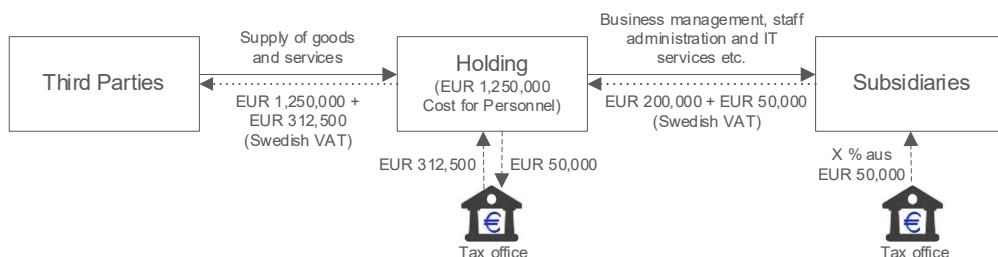 Third Parties
Supply of goods
and services
EUR 1,250,000 +
EUR 312,500
(Swedish VAT)
Holding
(EUR 1,250,000
Cost for Personnel)
Business management, staff
administration and IT
services etc.
EUR 200,000 + EUR 50,000
(Swedish VAT)
Subsidiaries
EUR 312,500
EUR 50,000
X % aus
EUR 50,000
€
Tax office
€
Tax office